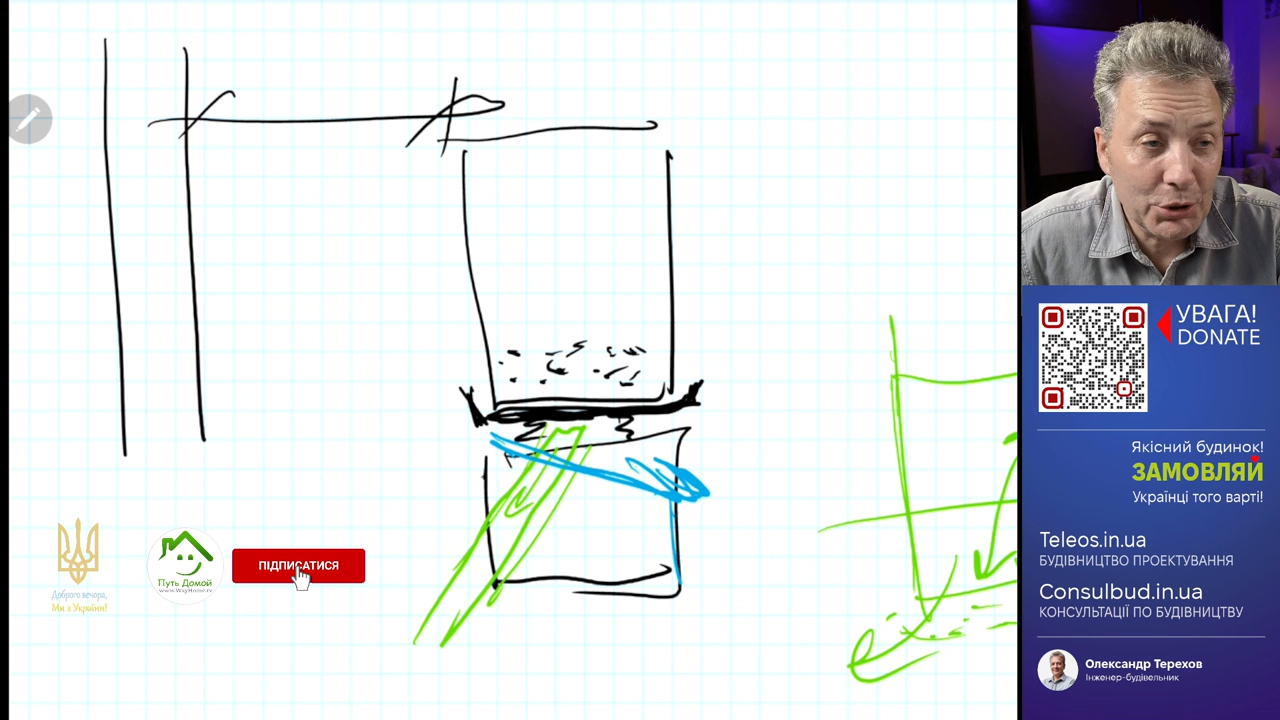 УВАГА!
DONATE
Якісний будинок!
ЗАМОВЛЯЙ
Українці того варті!
Teleos.in.ua
БУДІВНИЦТВО ПРОЕКТУВАННЯ
Consulbud.in.ua
КОНСУЛЬТАЦІЇ ПО БУДІВНИЦТВУ
Олександр Терехов
Інженер-будівельник
Доброго вечора,
Ми з України!
Путь Домой
www.WayHome.tv
ПІДПИСАТИСЯ